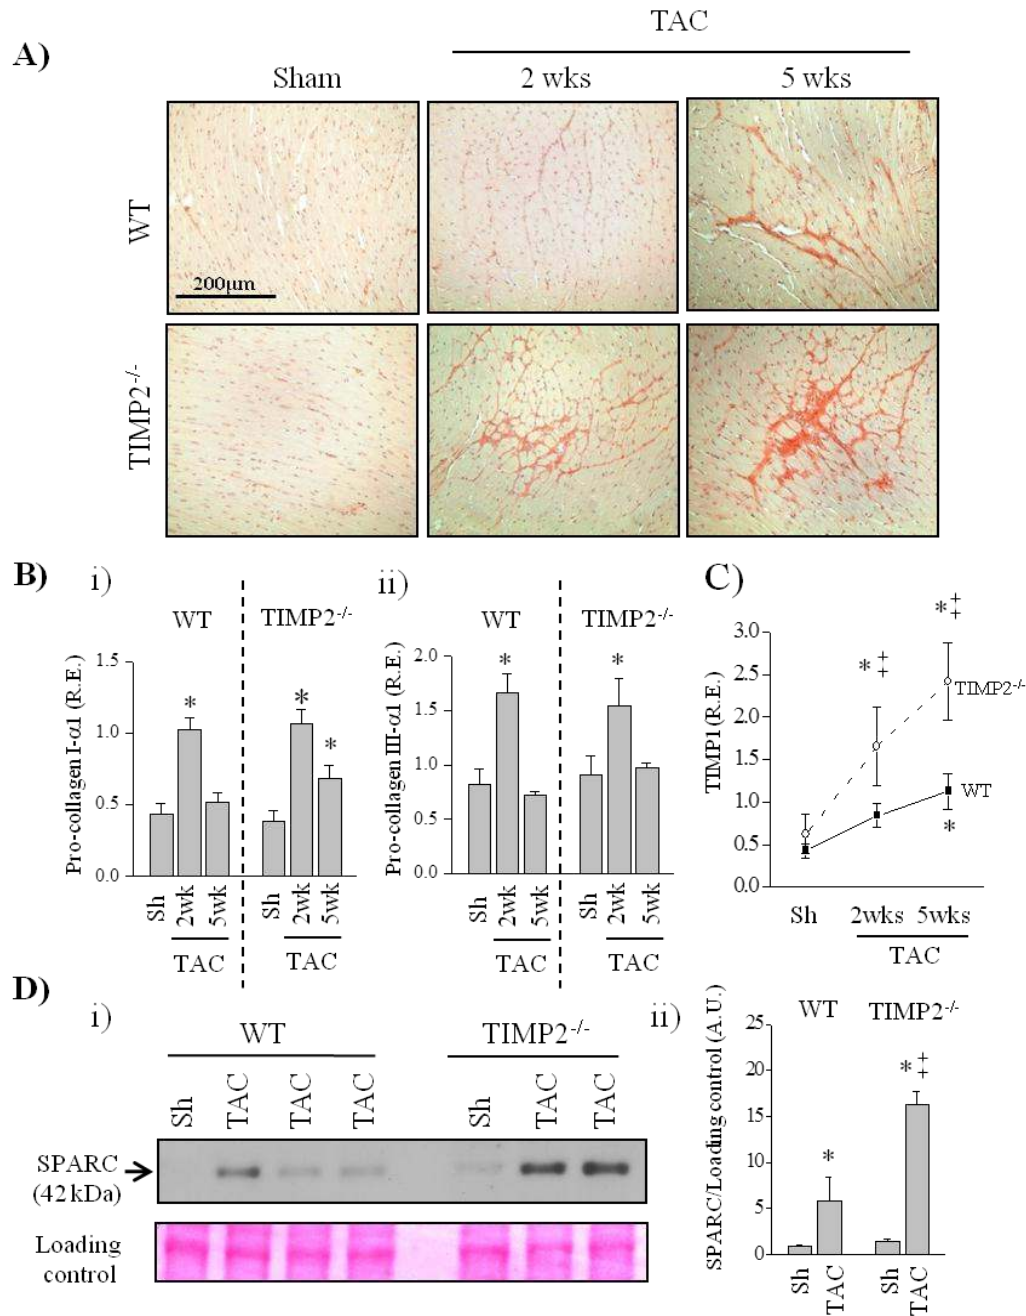 TAC
A)
Sham 2 wks 5 wks
WT
200µm
TIMP2-/-
B) i) ii) C)
WT TIMP2-/-
Pro-collagen I-α1 (R.E.)
1.5
1.0
0.5
0.0
* * *
Sh 2wk 5wk Sh 2wk 5wk
TAC TAC
WT TIMP2-/-
Pro-collagen III-α1 (R.E.)
2.0
1.5
1.0
0.5
0.0
* *
Sh 2wk 5wk Sh 2wk 5wk
TAC TAC
TIMP1 (R.E.)
3.0
2.5
2.0
1.5
1.0
0.5
0.0
*‡ *‡
TIMP2-/-
WT
*
Sh 2wks 5wks
TAC
D) i) ii)
WT TIMP2-/-
Sh TAC TAC TAC Sh TAC TAC
SPARC
(42 kDa)
Loading
control
SPARC/Loading control (A.U.)
WT TIMP2-/-
25
20
15
10
5
0
* *‡
Sh TAC Sh TAC